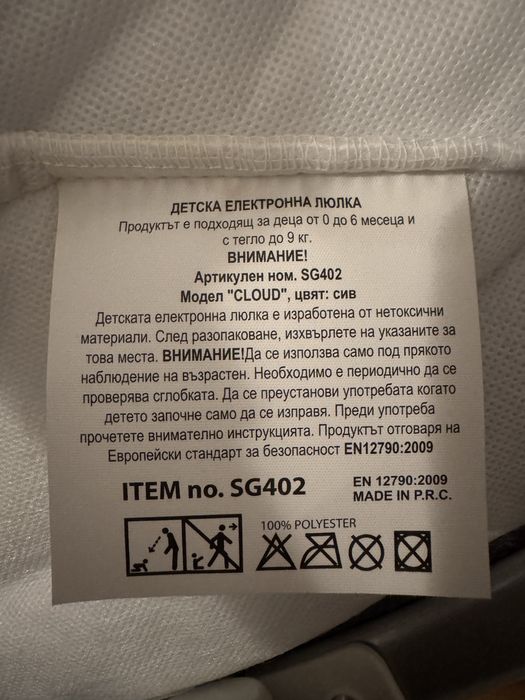 ДЕТСКА ЕЛЕКТРОННА ЛЮЛКА
Продуктът е подходящ за деца от 0 до 6 месеца и
с тегло до 9 кг.
ВНИМАНИЕ!
Артикулен ном. SG402
Модел "CLOUD", цвят: сив
Детската електронна люлка е изработена от нетоксични
материали. След разопаковане, изхвърлете на указаните за
това места. ВНИМАНИЕ!Да се използва само под прякото
наблюдение на възрастен. Необходимо е периодично да се
проверява сглобката. Да се преустанови употребата когато
детето започне само да се изправя. Преди употреба
прочетете внимателно инструкцията. Продуктът отговаря на
Европейски стандарт за безопасност EN12790:2009
ITEM no. SG402
EN 12790:2009
MADE IN P.R.C.
100% POLYESTER